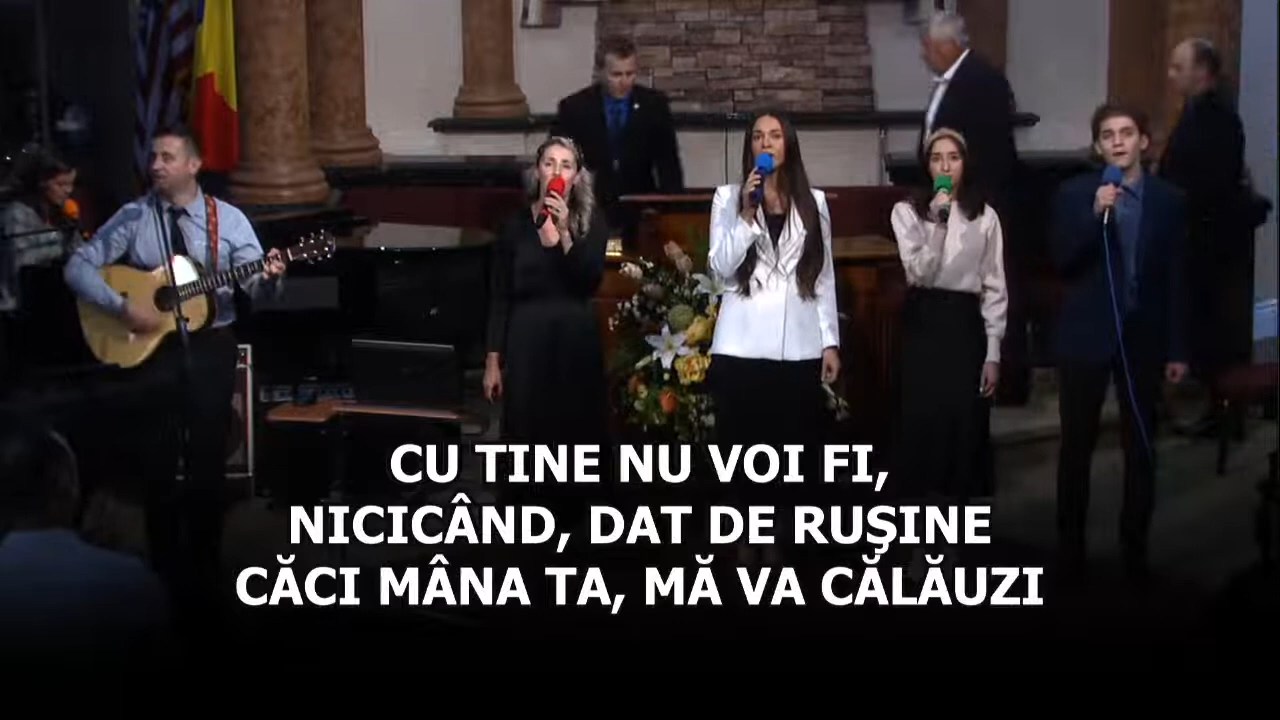 CU TINE NU VOI FI,
NICICÂND, DAT DE RUŞINE
CĂCI MÂNA TA, MĂ VA CĂLĂUZI